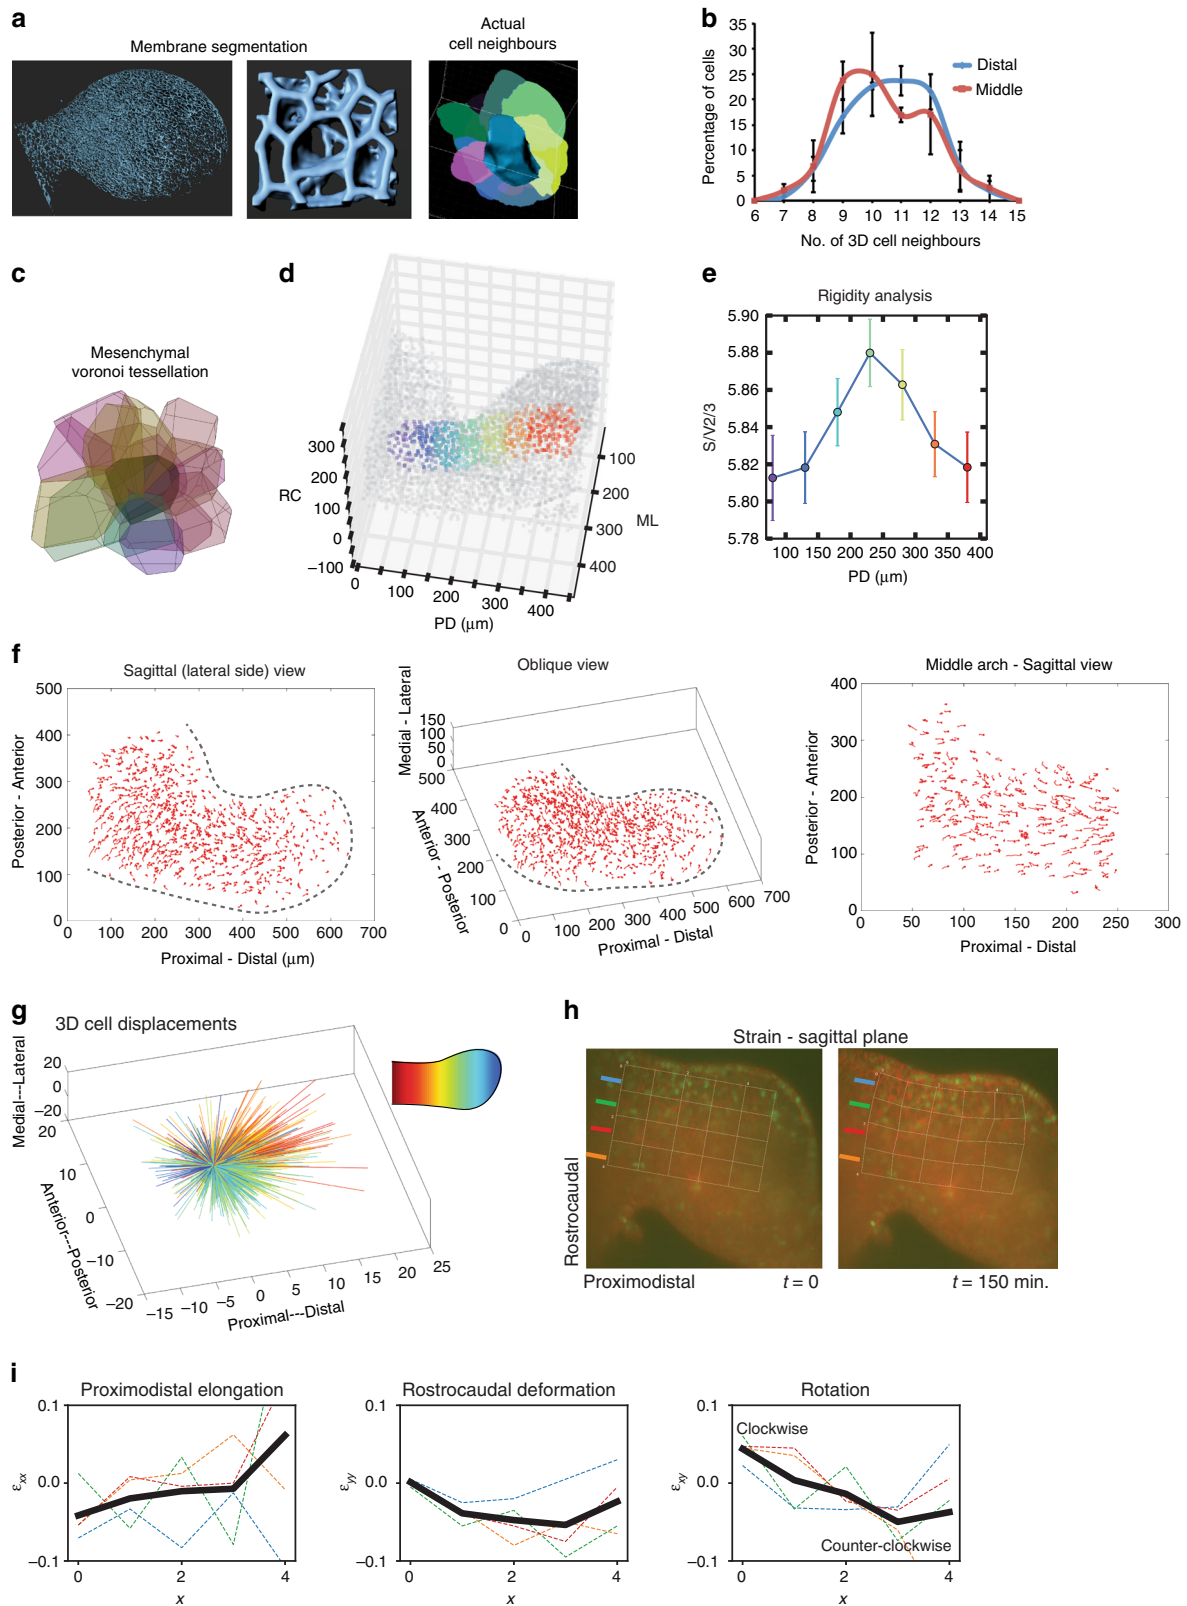 a
Membrane segmentation
Actual
cell neighbours
b
Percentage of cells
35
30
25
20
15
10
5
0
6 7 8 9 10 11 12 13 14 15
No. of 3D cell neighbours
Distal
Middle
c
Mesenchymal
voronoi tessellation
d
300
200
100
0
−100
RC
0 100 200 300 400
PD (μm)
100
200
300
400
ML
e
Rigidity analysis
5.90
5.88
5.86
5.84
5.82
5.80
5.78
S/V2/3
100 150 200 250 300 350 400
PD (μm)
f
Sagittal (lateral side) view
500
400
300
200
100
0
Posterior - Anterior
0 100 200 300 400 500 600 700
Proximal - Distal (μm)
Oblique view
Medial - Lateral
150
100
50
0
500
400
300
200
100
0
Anterior - Posterior
0 100 200 300 400 500 600 700
Proximal - Distal
Middle arch - Sagittal view
400
300
200
100
0
Posterior - Anterior
0 50 100 150 200 250 300
Proximal - Distal
g
3D cell displacements
Medial---Lateral
20
0
−20
20
10
0
−10
−20
Anterior---Posterior
−15 −10 −5 0 5 10 15 20 25
Proximal---Distal
h
Strain - sagittal plane
Rostrocaudal
Proximodistal
t = 0
t = 150 min.
i
Proximodistal elongation
0.1
0.0
−0.1
εxx
0 2 4
x
Rostrocaudal deformation
0.1
0.0
−0.1
εyy
0 2 4
x
Rotation
0.1
0.0
−0.1
εxy
Clockwise
Counter-clockwise
0 2 4
x